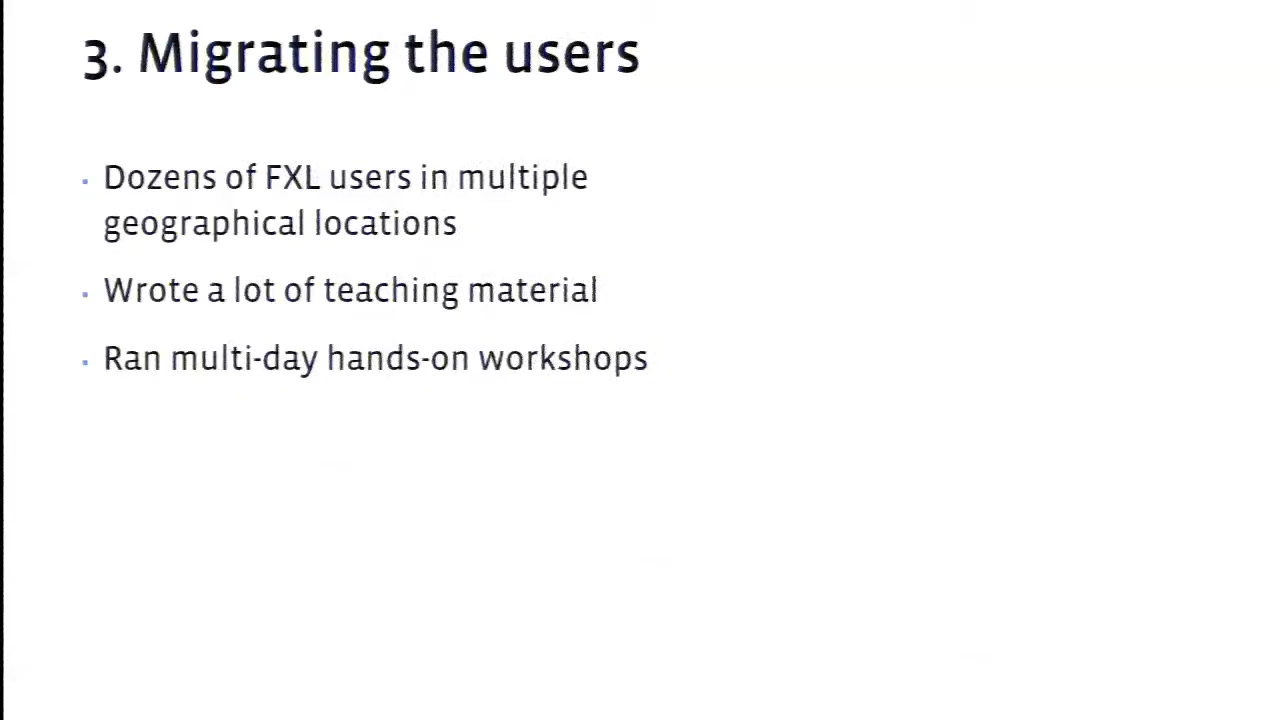 3. Migrating the users
· Dozens of FXL users in multiple
geographical locations
· Wrote a lot of teaching material
· Ran multi-day hands-on workshops